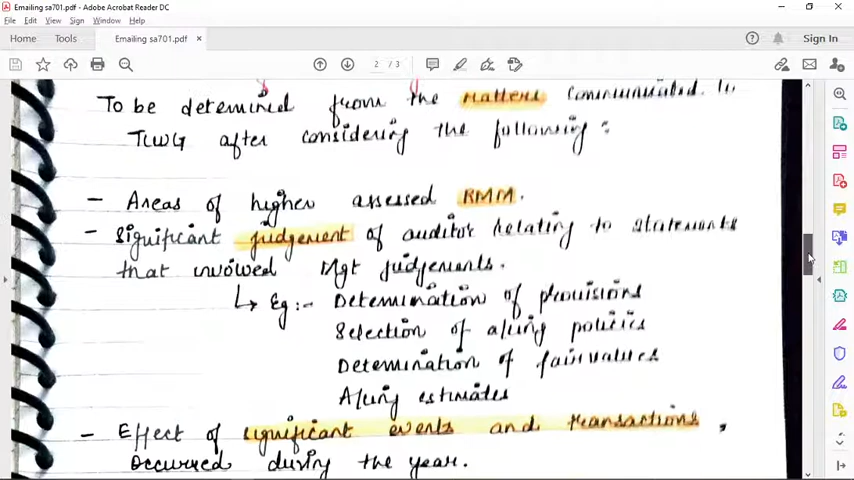 Emailing sa701.pdf - Adobe Acrobat Reader DC
File Edit View Sign Window Help
Home Tools Emailing sa701.pdf × Sign In
2 / 3
To be determined from the matters communicated to
TCWG after considering the following :
- Areas of higher assessed RMM.
- Significant judgement of auditor relating to statements
that involved Mgt judgements.
↳ Eg :- Determination of provisions
Selection of a/cing policies
Determination of fairvalues
A/cing estimates
- Effect of significant events and transactions,
Occurred during the year.